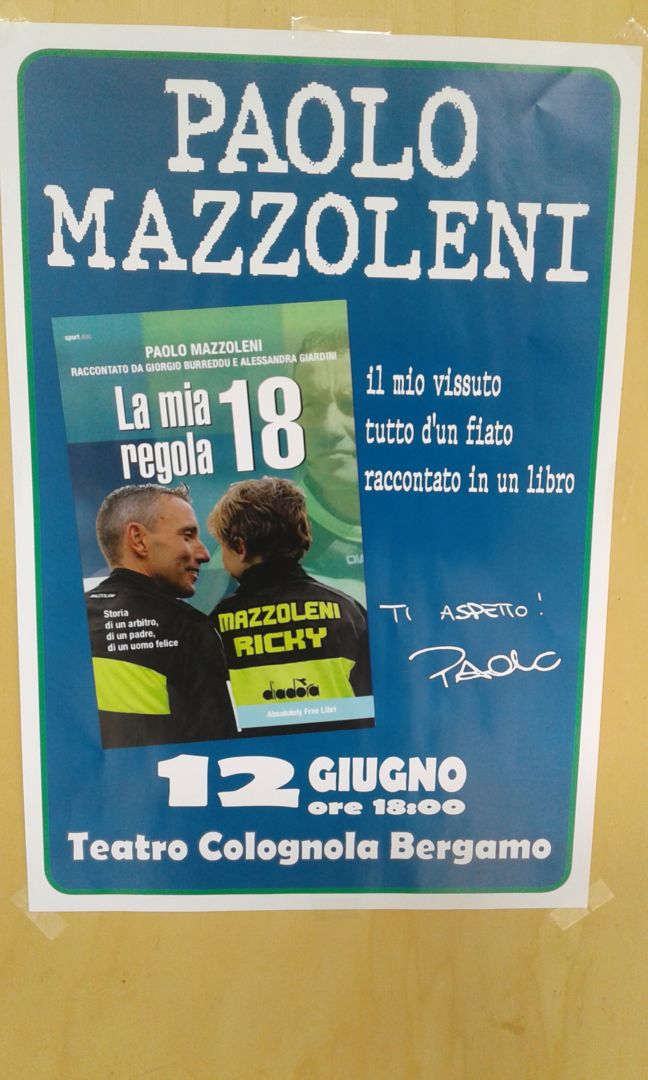 PAOLO
MAZZOLENI
sport.doc
PAOLO MAZZOLENI
RACCONTATO DA GIORGIO BURREDDU E ALESSANDRA GIARDINI
La mia
regola 18
il mio vissuto
tutto d'un fiato
raccontato in un libro
Storia
di un arbitro,
di un padre,
di un uomo felice
MAZZOLENI
RICKY
diadora
Absolutely Free Libri
TI ASPETTO!
PAOLO
12 GIUGNO
ore 18:00
Teatro Colognola Bergamo